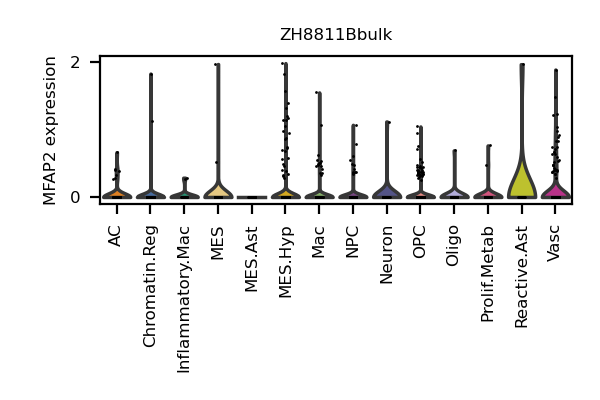 ZH8811Bbulk
MFAP2 expression
2
0
AC
Chromatin.Reg
Inflammatory.Mac
MES
MES.Ast
MES.Hyp
Mac
NPC
Neuron
OPC
Oligo
Prolif.Metab
Reactive.Ast
Vasc